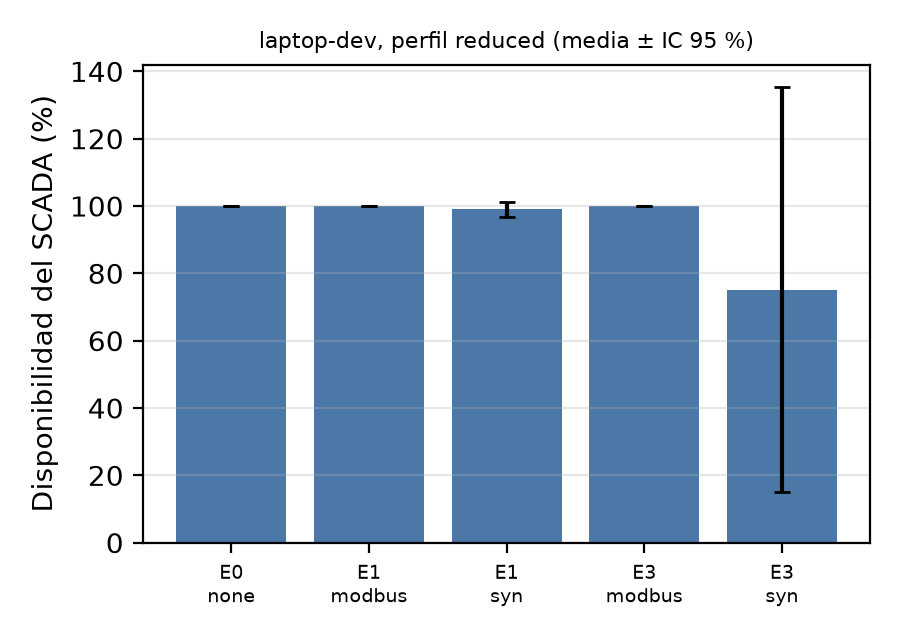 laptop-dev, perfil reduced (media ± IC 95 %)
Disponibilidad del SCADA (%)
140
120
100
80
60
40
20
0
E0
none
E1
modbus
E1
syn
E3
modbus
E3
syn